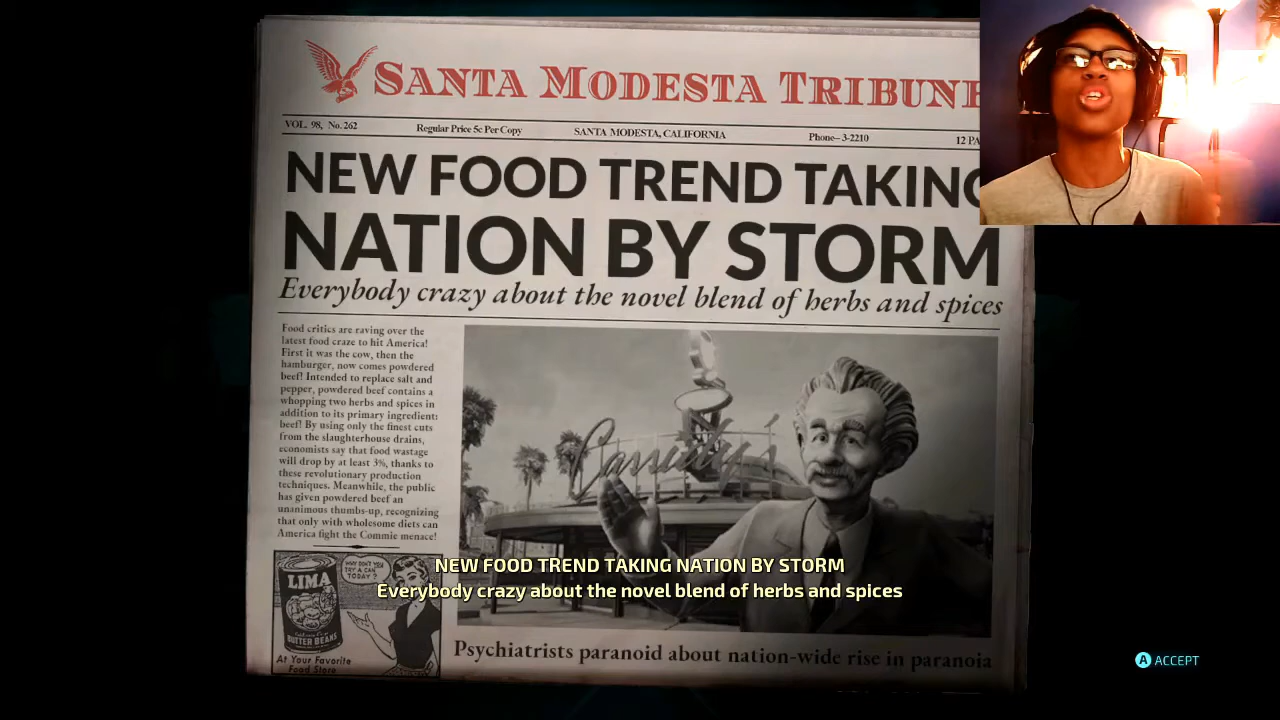 SANTA MODESTA TRIBUNE
VOL. 98, No. 262 Regular Price 5c Per Copy SANTA MODESTA, CALIFORNIA Phone-3-2210 12 PA
NEW FOOD TREND TAKING
NATION BY STORM
Everybody crazy about the novel blend of herbs and spices
Food critics are raving over the
latest food craze to hit America!
First it was the cow, then the
hamburger, now comes powdered
beef! Intended to replace salt and
pepper, powdered beef contains a
whopping two herbs and spices in
addition to its primary ingredient:
beef! By using only the finest cuts
from the slaughterhouse drains,
economists say that food wastage
will drop by at least 3%, thanks to
these revolutionary production
techniques. Meanwhile, the public
has given powdered beef an
unanimous thumbs-up, recognizing
that only with wholesome diets can
America fight the Commie menace!
Cassidy's
WHY DON'T YOU
TRY A CAN
TODAY?
LIMA
BUTTER BEANS
At Your Favorite
Food Store
NEW FOOD TREND TAKING NATION BY STORM
Everybody crazy about the novel blend of herbs and spices
Psychiatrists paranoid about nation-wide rise in paranoia
A ACCEPT